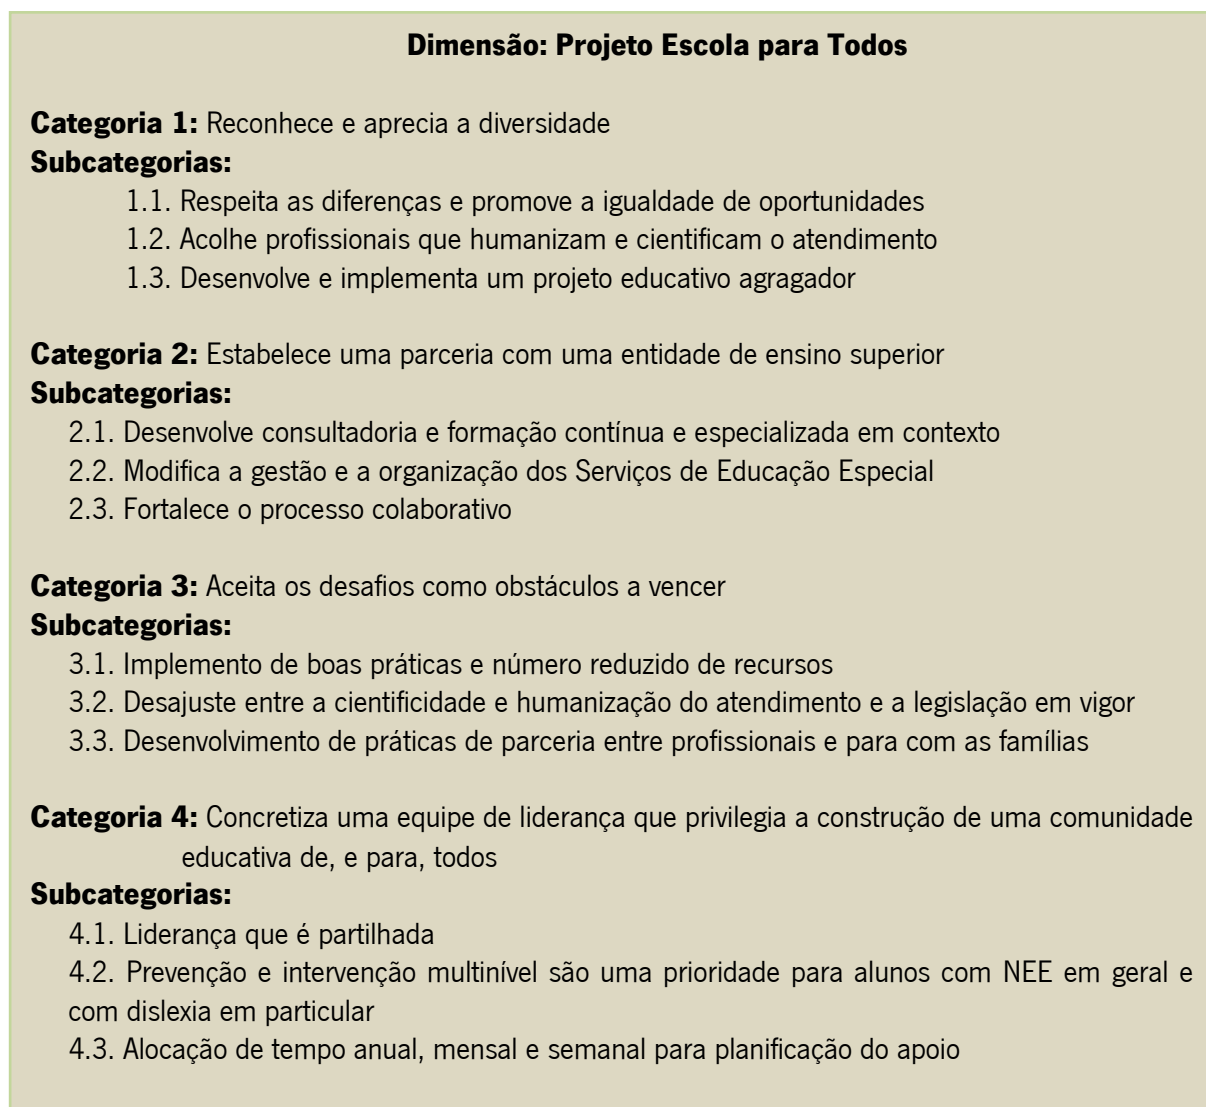 Dimensão: Projeto Escola para Todos
Categoria 1: Reconhece e aprecia a diversidade
Subcategorias:
1.1. Respeita as diferenças e promove a igualdade de oportunidades
1.2. Acolhe profissionais que humanizam e cientificam o atendimento
1.3. Desenvolve e implementa um projeto educativo agragador
Categoria 2: Estabelece uma parceria com uma entidade de ensino superior
Subcategorias:
2.1. Desenvolve consultadoria e formação contínua e especializada em contexto
2.2. Modifica a gestão e a organização dos Serviços de Educação Especial
2.3. Fortalece o processo colaborativo
Categoria 3: Aceita os desafios como obstáculos a vencer
Subcategorias:
3.1. Implemento de boas práticas e número reduzido de recursos
3.2. Desajuste entre a cientificidade e humanização do atendimento e a legislação em vigor
3.3. Desenvolvimento de práticas de parceria entre profissionais e para com as famílias
Categoria 4: Concretiza uma equipe de liderança que privilegia a construção de uma comunidade
educativa de, e para, todos
Subcategorias:
4.1. Liderança que é partilhada
4.2. Prevenção e intervenção multinível são uma prioridade para alunos com NEE em geral e
com dislexia em particular
4.3. Alocação de tempo anual, mensal e semanal para planificação do apoio